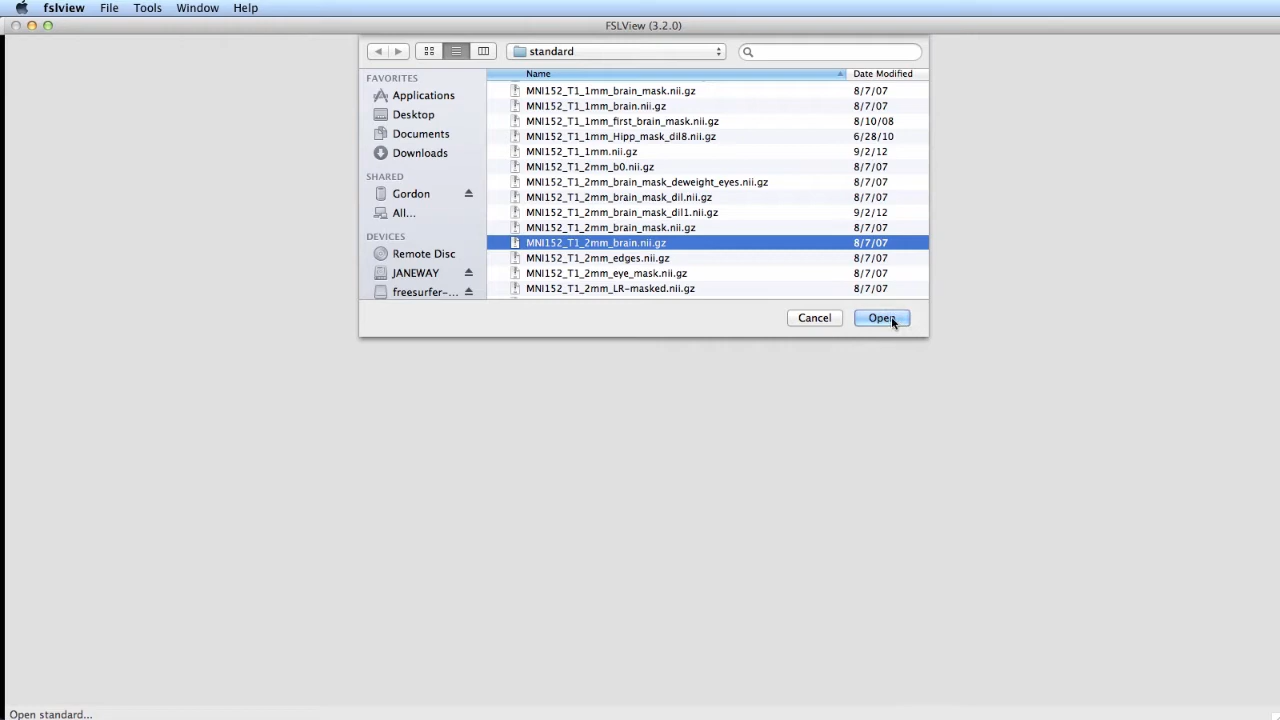 fslview File Tools Window Help
FSLView (3.2.0)
standard
Name Date Modified
FAVORITES
Applications
Desktop
Documents
Downloads
SHARED
Gordon
All...
DEVICES
Remote Disc
JANEWAY
freesurfer-...
MNI152_T1_1mm_brain_mask.nii.gz 8/7/07
MNI152_T1_1mm_brain.nii.gz 8/7/07
MNI152_T1_1mm_first_brain_mask.nii.gz 8/10/08
MNI152_T1_1mm_Hipp_mask_dil8.nii.gz 6/28/10
MNI152_T1_1mm.nii.gz 9/2/12
MNI152_T1_2mm_b0.nii.gz 8/7/07
MNI152_T1_2mm_brain_mask_deweight_eyes.nii.gz 8/7/07
MNI152_T1_2mm_brain_mask_dil.nii.gz 8/7/07
MNI152_T1_2mm_brain_mask_dil1.nii.gz 9/2/12
MNI152_T1_2mm_brain_mask.nii.gz 8/7/07
MNI152_T1_2mm_brain.nii.gz 8/7/07
MNI152_T1_2mm_edges.nii.gz 8/7/07
MNI152_T1_2mm_eye_mask.nii.gz 8/7/07
MNI152_T1_2mm_LR-masked.nii.gz 8/7/07
Cancel Open
Open standard...